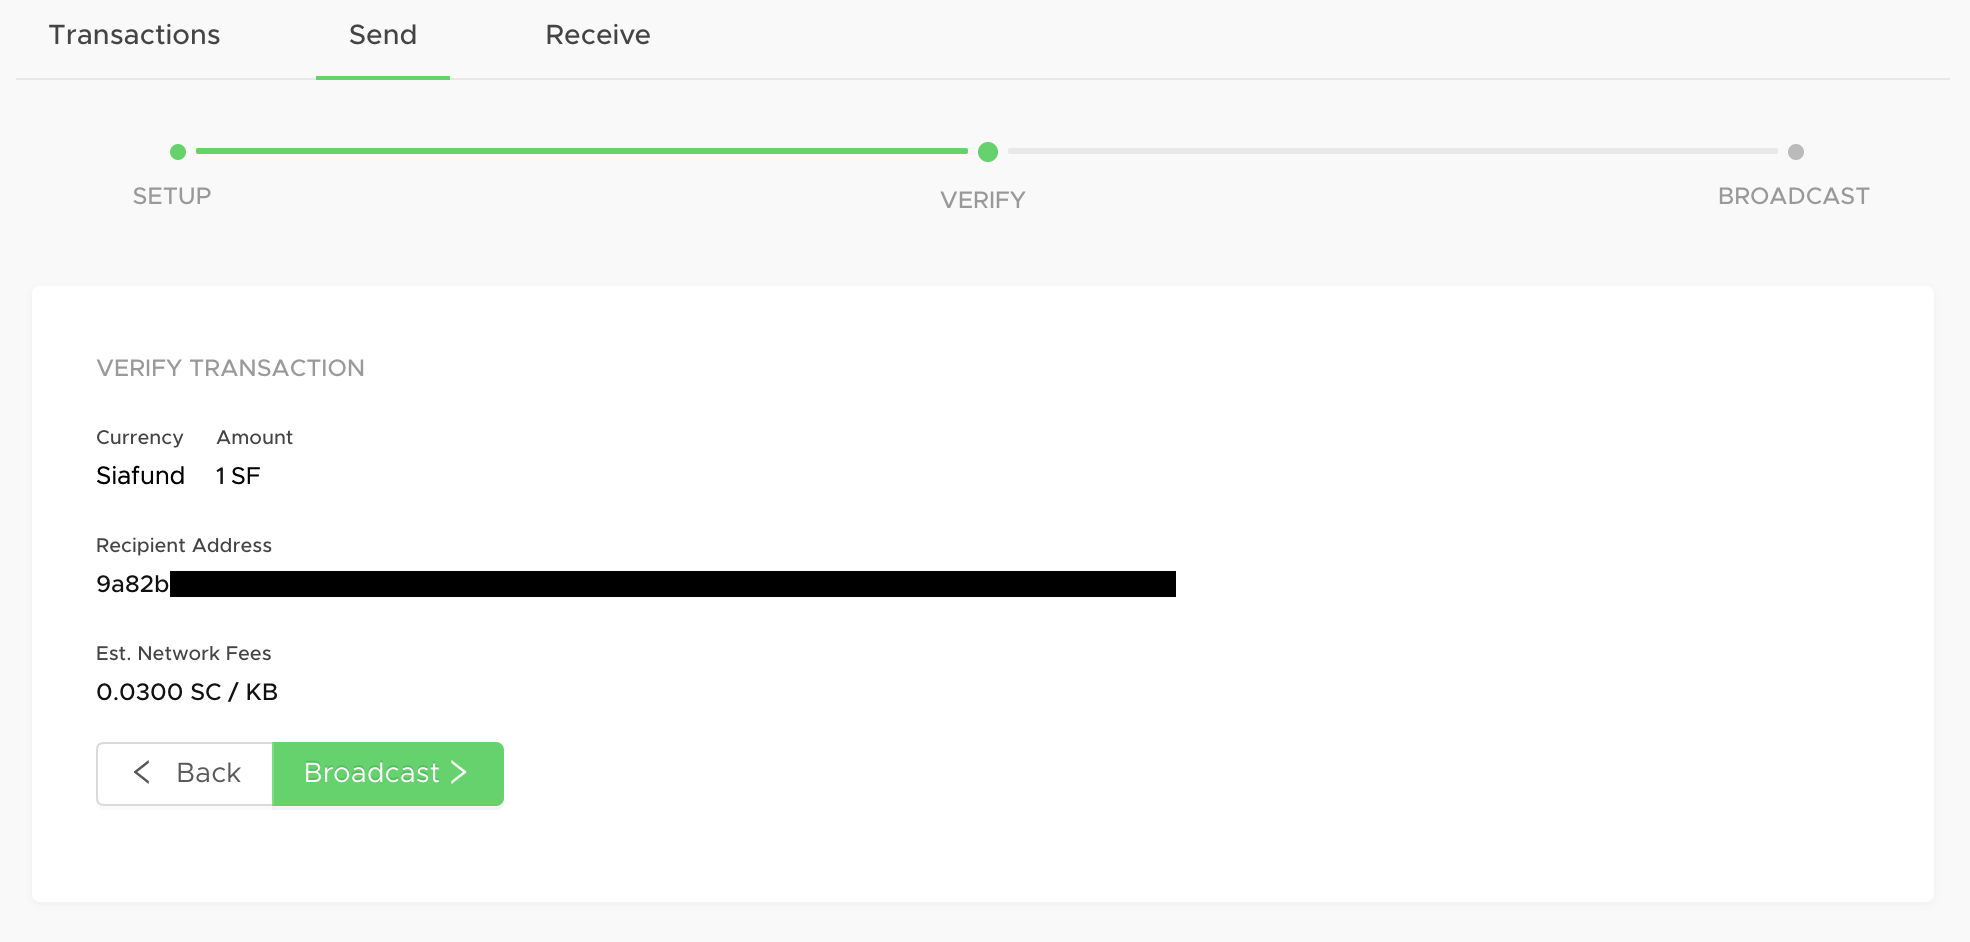 Transactions Send Receive
SETUP VERIFY BROADCAST
VERIFY TRANSACTION
Currency Amount
Siafund 1 SF
Recipient Address
9a82b
Est. Network Fees
0.0300 SC / KB
Back Broadcast